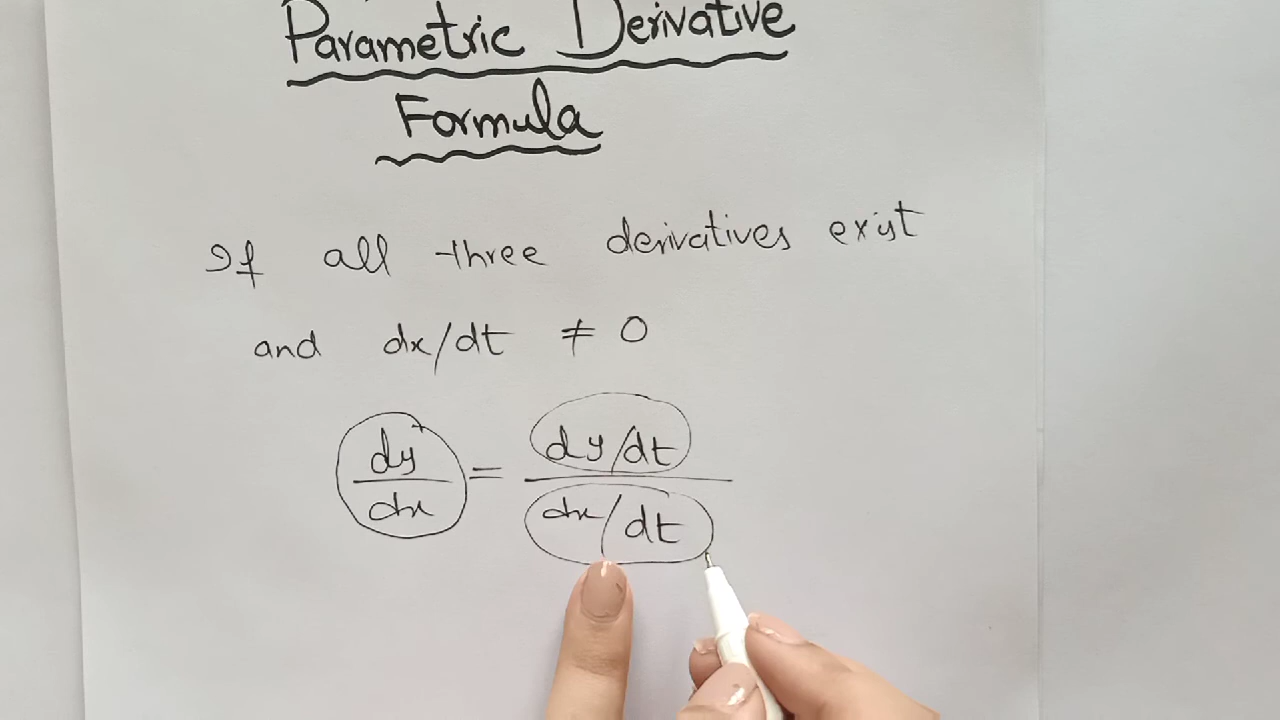 Parametric Derivative
Formula
If all three derivatives exist
and dx/dt ≠ 0
dy/dx = (dy/dt)/(dx/dt)